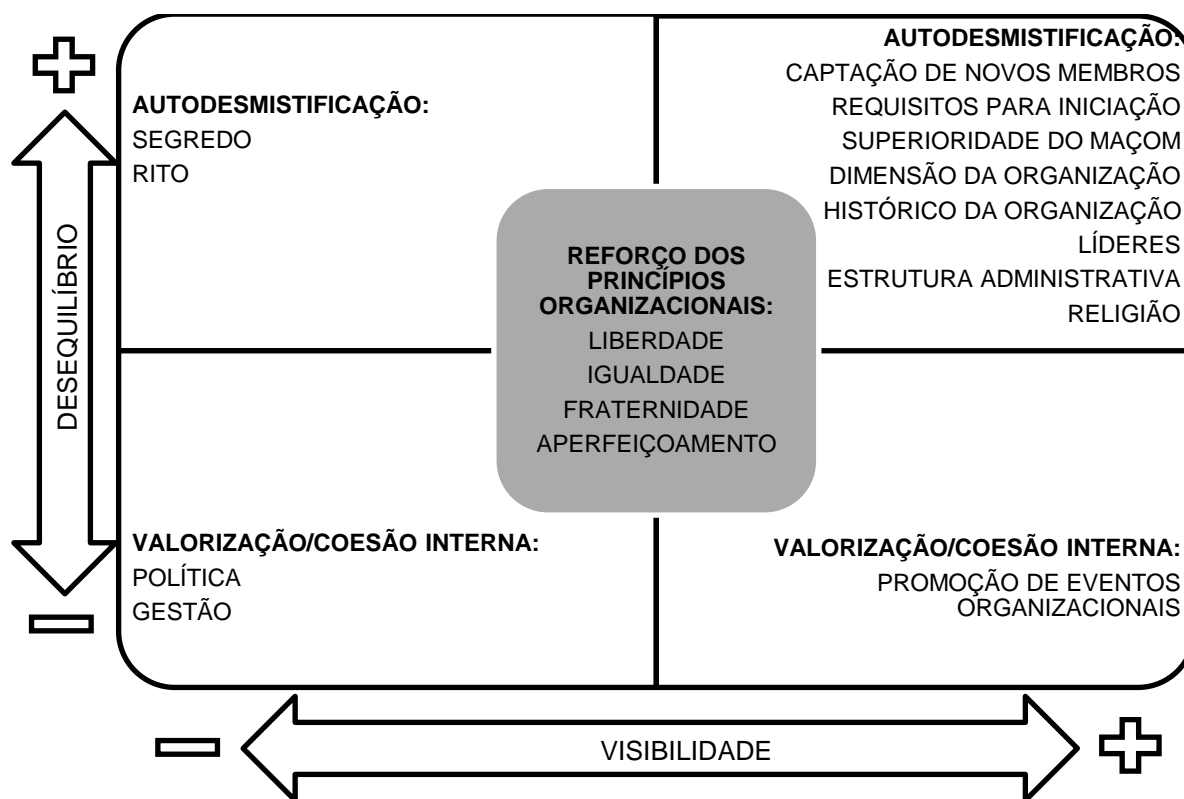 AUTODESMISTIFICAÇÃO:
SEGREDO
RITO
AUTODESMISTIFICAÇÃO:
CAPTAÇÃO DE NOVOS MEMBROS
REQUISITOS PARA INICIAÇÃO
SUPERIORIDADE DO MAÇOM
DIMENSÃO DA ORGANIZAÇÃO
HISTÓRICO DA ORGANIZAÇÃO
LÍDERES
ESTRUTURA ADMINISTRATIVA
RELIGIÃO
DESEQUILÍBRIO
REFORÇO DOS
PRINCÍPIOS
ORGANIZACIONAIS:
LIBERDADE
IGUALDADE
FRATERNIDADE
APERFEIÇOAMENTO
VALORIZAÇÃO/COESÃO INTERNA:
POLÍTICA
GESTÃO
VALORIZAÇÃO/COESÃO INTERNA:
PROMOÇÃO DE EVENTOS
ORGANIZACIONAIS
VISIBILIDADE